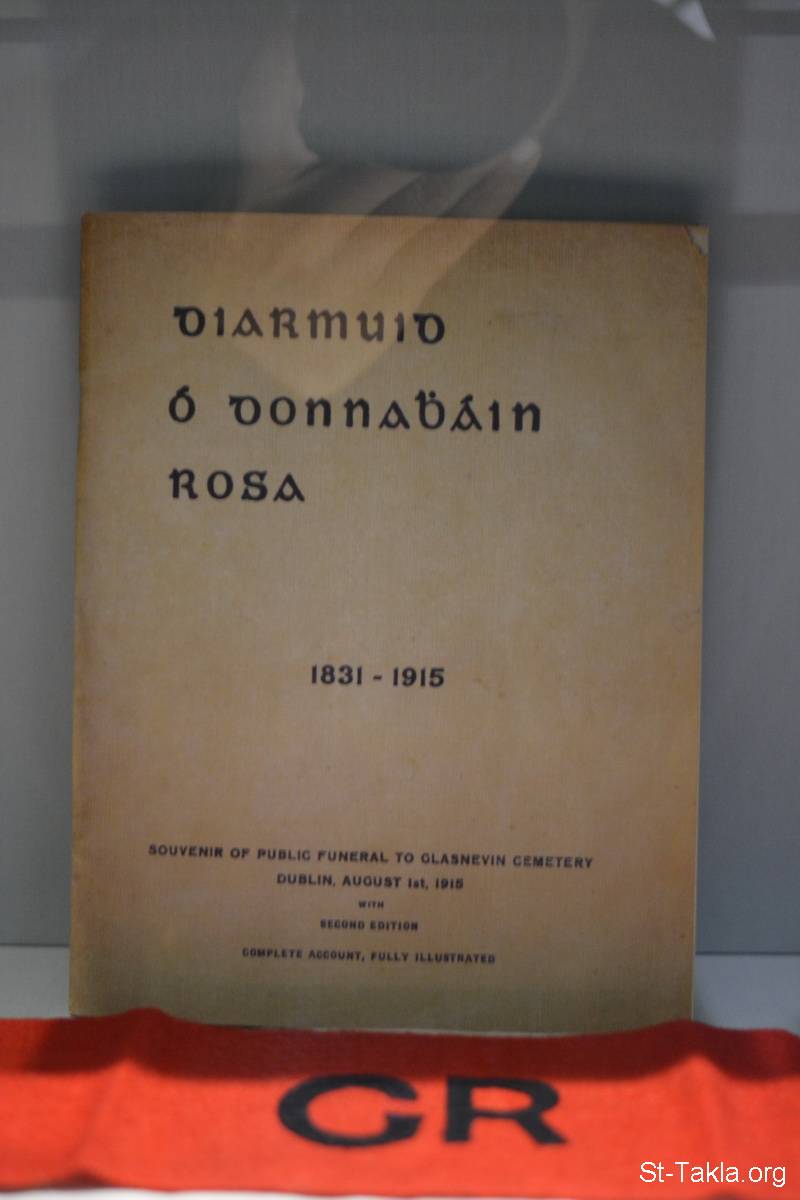 Diarmuid
Ó Donnaḃáin
Rosa
1831 - 1915
SOUVENIR OF PUBLIC FUNERAL TO GLASNEVIN CEMETERY
DUBLIN, AUGUST 1st, 1915
WITH
SECOND EDITION
COMPLETE ACCOUNT, FULLY ILLUSTRATED
GR
St-Takla.org